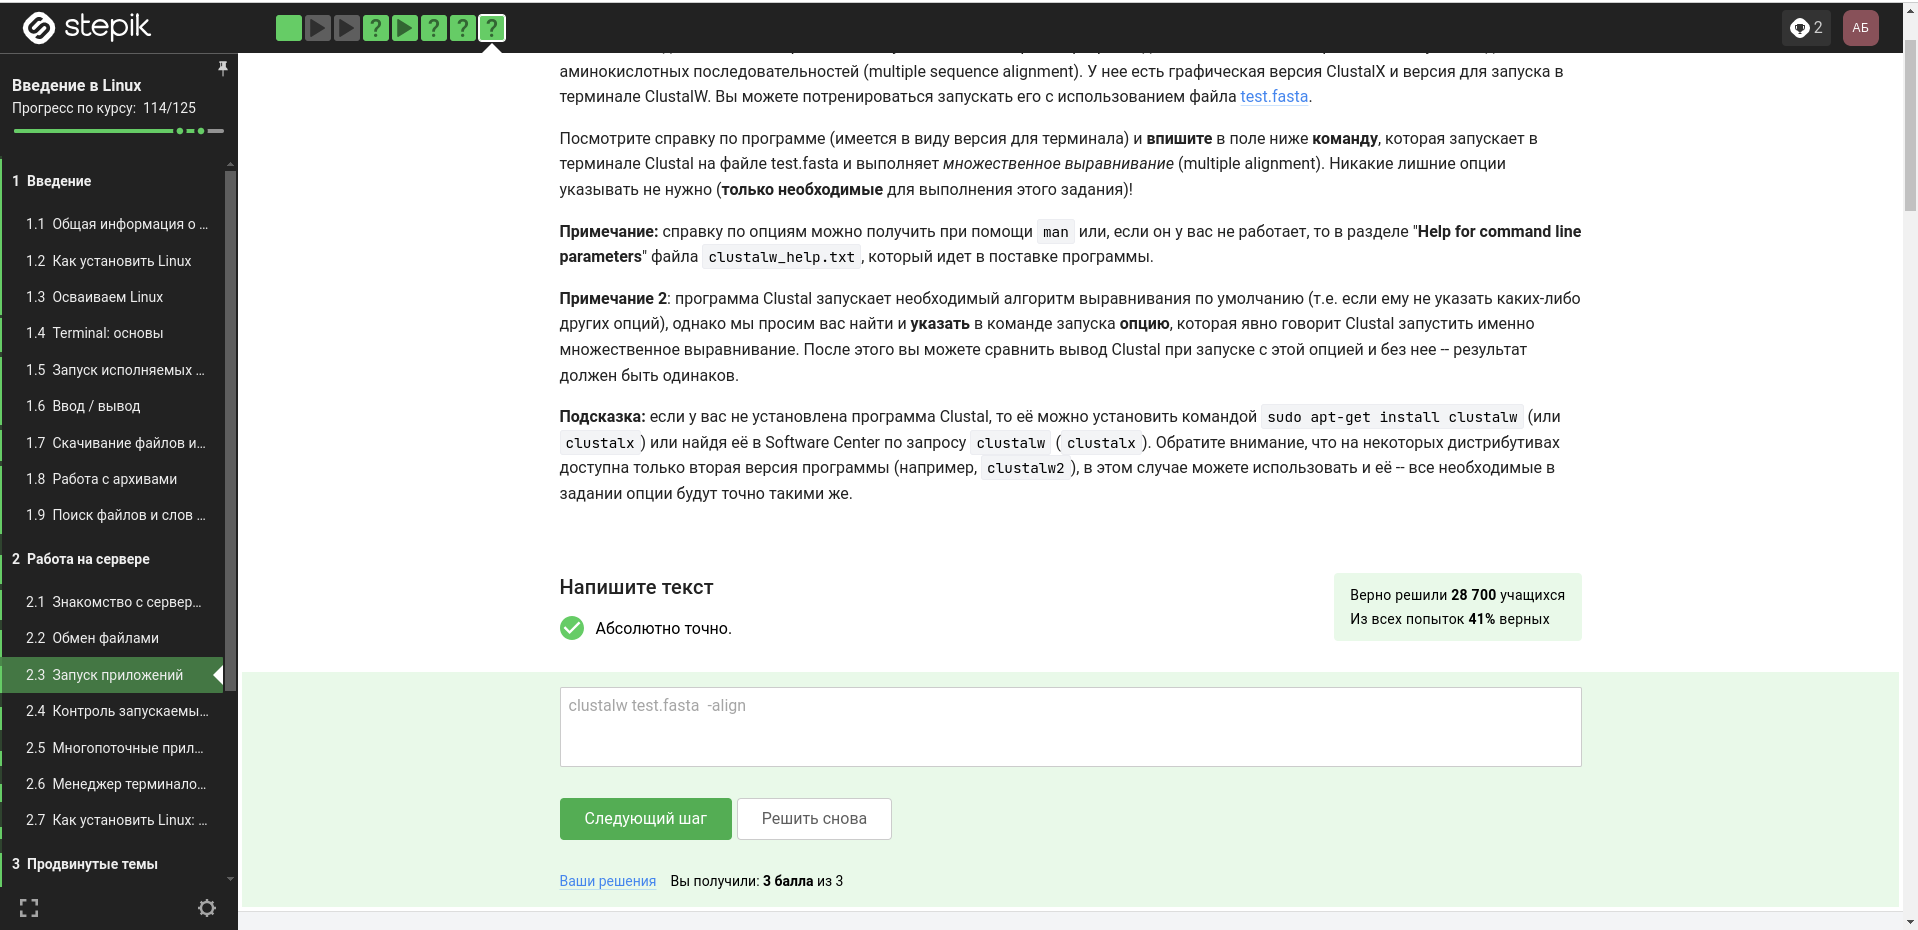 stepik
? ? ? ?
2
АБ
Введение в Linux
Прогресс по курсу: 114/125
1 Введение
1.1 Общая информация о ...
1.2 Как установить Linux
1.3 Осваиваем Linux
1.4 Terminal: основы
1.5 Запуск исполняемых ...
1.6 Ввод / вывод
1.7 Скачивание файлов и...
1.8 Работа с архивами
1.9 Поиск файлов и слов ...
2 Работа на сервере
2.1 Знакомство с сервер...
2.2 Обмен файлами
2.3 Запуск приложений
2.4 Контроль запускаемы...
2.5 Многопоточные прил...
2.6 Менеджер терминало...
2.7 Как установить Linux: ...
3 Продвинутые темы
аминокислотных последовательностей (multiple sequence alignment). У нее есть графическая версия ClustalX и версия для запуска в
терминале ClustalW. Вы можете потренироваться запускать его с использованием файла test.fasta.
Посмотрите справку по программе (имеется в виду версия для терминала) и впишите в поле ниже команду, которая запускает в
терминале Clustal на файле test.fasta и выполняет множественное выравнивание (multiple alignment). Никакие лишние опции
указывать не нужно (только необходимые для выполнения этого задания)!
Примечание: справку по опциям можно получить при помощи man или, если он у вас не работает, то в разделе "Help for command line
parameters" файла clustalw_help.txt, который идет в поставке программы.
Примечание 2: программа Clustal запускает необходимый алгоритм выравнивания по умолчанию (т.е. если ему не указать каких-либо
других опций), однако мы просим вас найти и указать в команде запуска опцию, которая явно говорит Clustal запустить именно
множественное выравнивание. После этого вы можете сравнить вывод Clustal при запуске с этой опцией и без нее -- результат
должен быть одинаков.
Подсказка: если у вас не установлена программа Clustal, то её можно установить командой sudo apt-get install clustalw (или
clustalx) или найдя её в Software Center по запросу clustalw (clustalx). Обратите внимание, что на некоторых дистрибутивах
доступна только вторая версия программы (например, clustalw2), в этом случае можете использовать и её -- все необходимые в
задании опции будут точно такими же.
Напишите текст
Абсолютно точно.
Верно решили 28 700 учащихся
Из всех попыток 41% верных
clustalw test.fasta  -align
Следующий шаг
Решить снова
Ваши решения Вы получили: 3 балла из 3